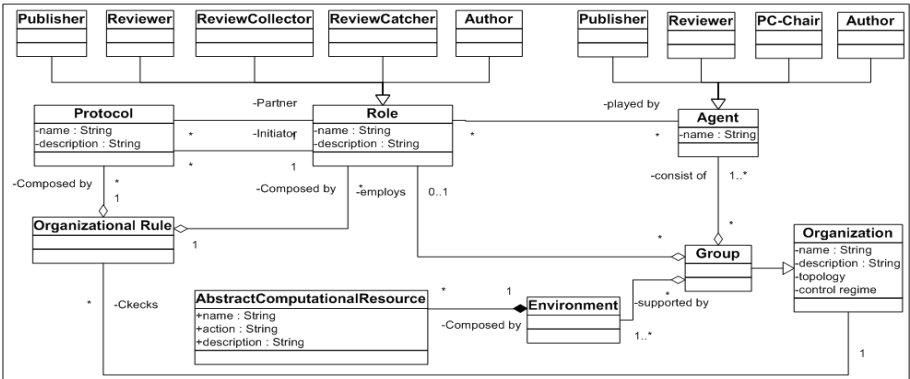 Publisher
Reviewer
ReviewCollector
ReviewCatcher
Author
Publisher
Reviewer
PC-Chair
Author
Protocol
-name : String
-description : String
-Partner
*
-Initiator
*
1
Role
-name : String
-description : String
-played by
*
*
Agent
-name : String
-Composed by
*
1
-Composed by
*
-employs
0..1
-consist of
1..*
Organizational Rule
1
*
*
Group
Organization
-name : String
-description : String
-topology
-control regime
*
-Ckecks
AbstractComputationalResource
+name : String
+action : String
+description : String
*
1
-Composed by
Environment
*
-supported by
1..*
1